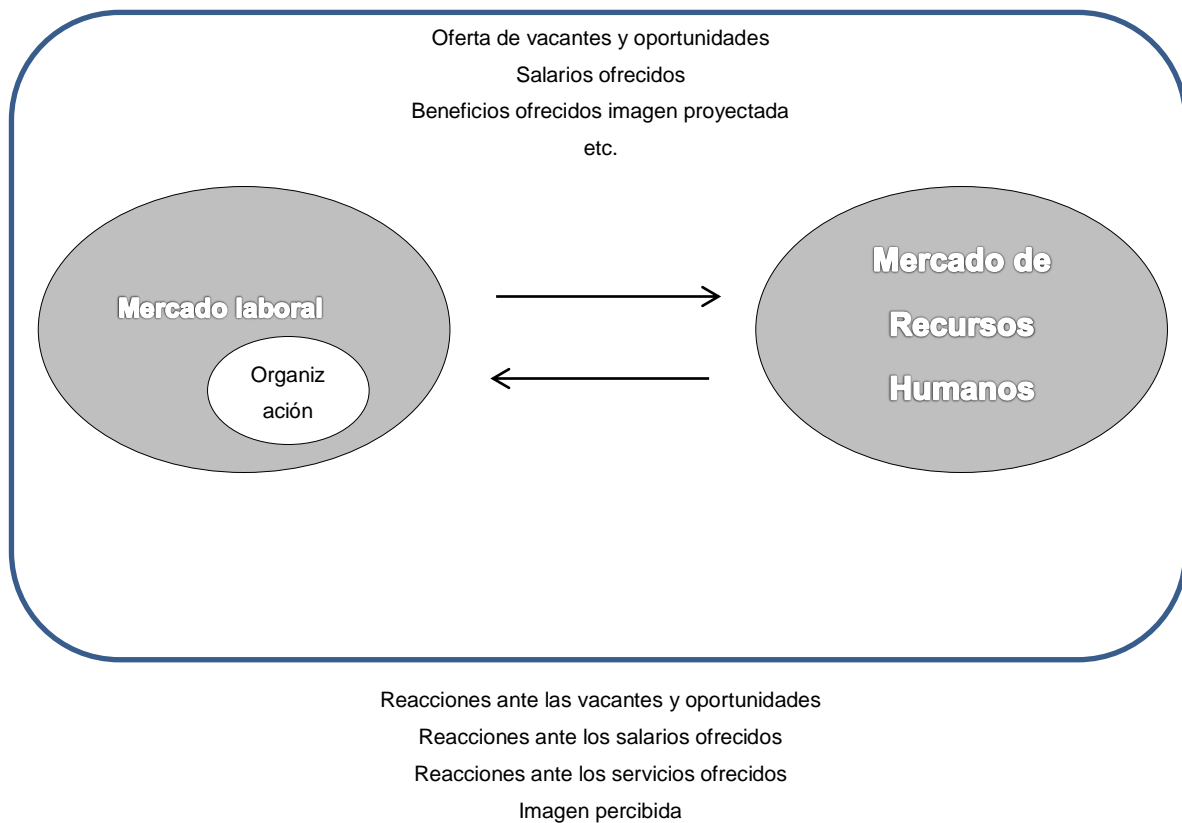 Oferta de vacantes y oportunidades
Salarios ofrecidos
Beneficios ofrecidos imagen proyectada
etc.
Mercado laboral
Organiz
ación
Mercado de
Recursos
Humanos
Reacciones ante las vacantes y oportunidades
Reacciones ante los salarios ofrecidos
Reacciones ante los servicios ofrecidos
Imagen percibida